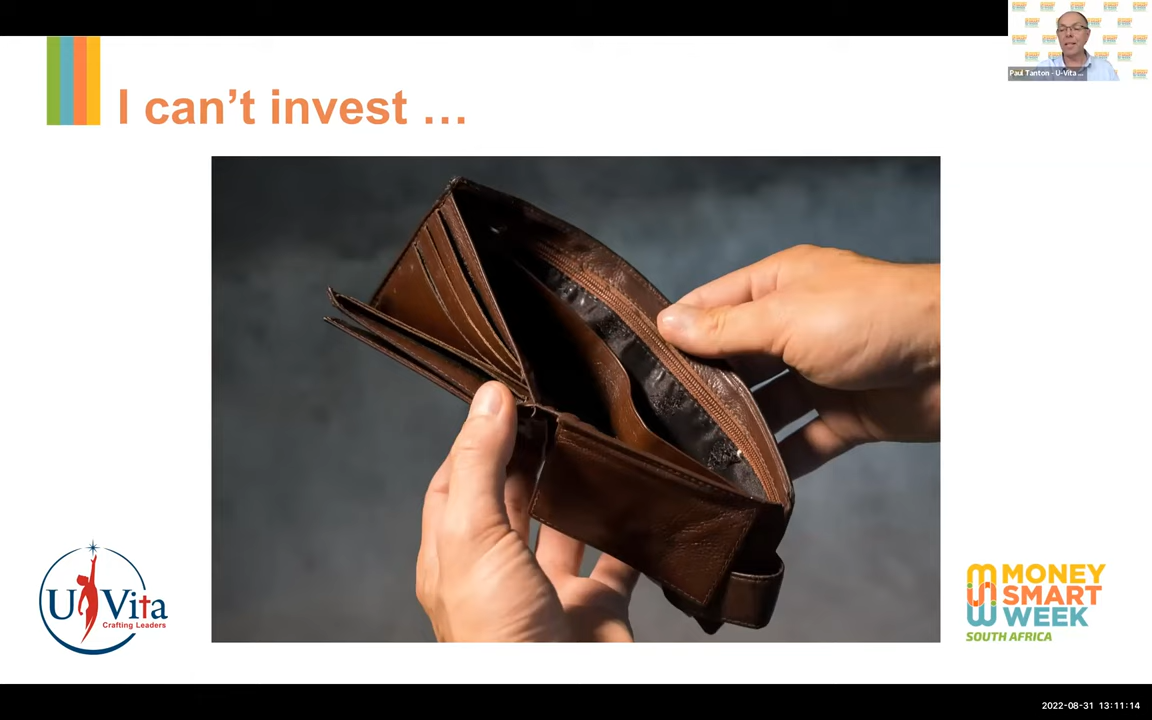 I can’t invest …
Paul Tanton - U-Vita ...
U Vita
Crafting Leaders
MONEY
SMART
WEEK
SOUTH AFRICA
2022-08-31 13:11:14